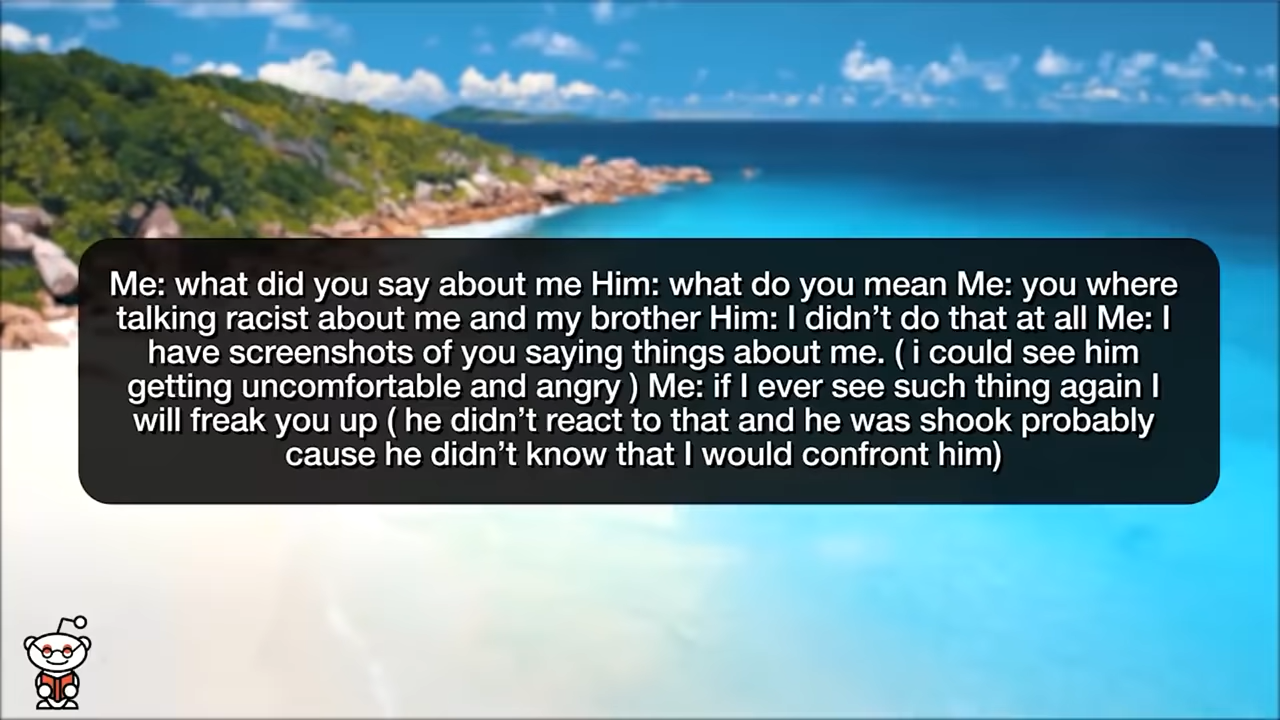 Me: what did you say about me Him: what do you mean Me: you where
talking racist about me and my brother Him: I didn’t do that at all Me: I
have screenshots of you saying things about me. ( i could see him
getting uncomfortable and angry ) Me: if I ever see such thing again I
will freak you up ( he didn’t react to that and he was shook probably
cause he didn’t know that I would confront him)